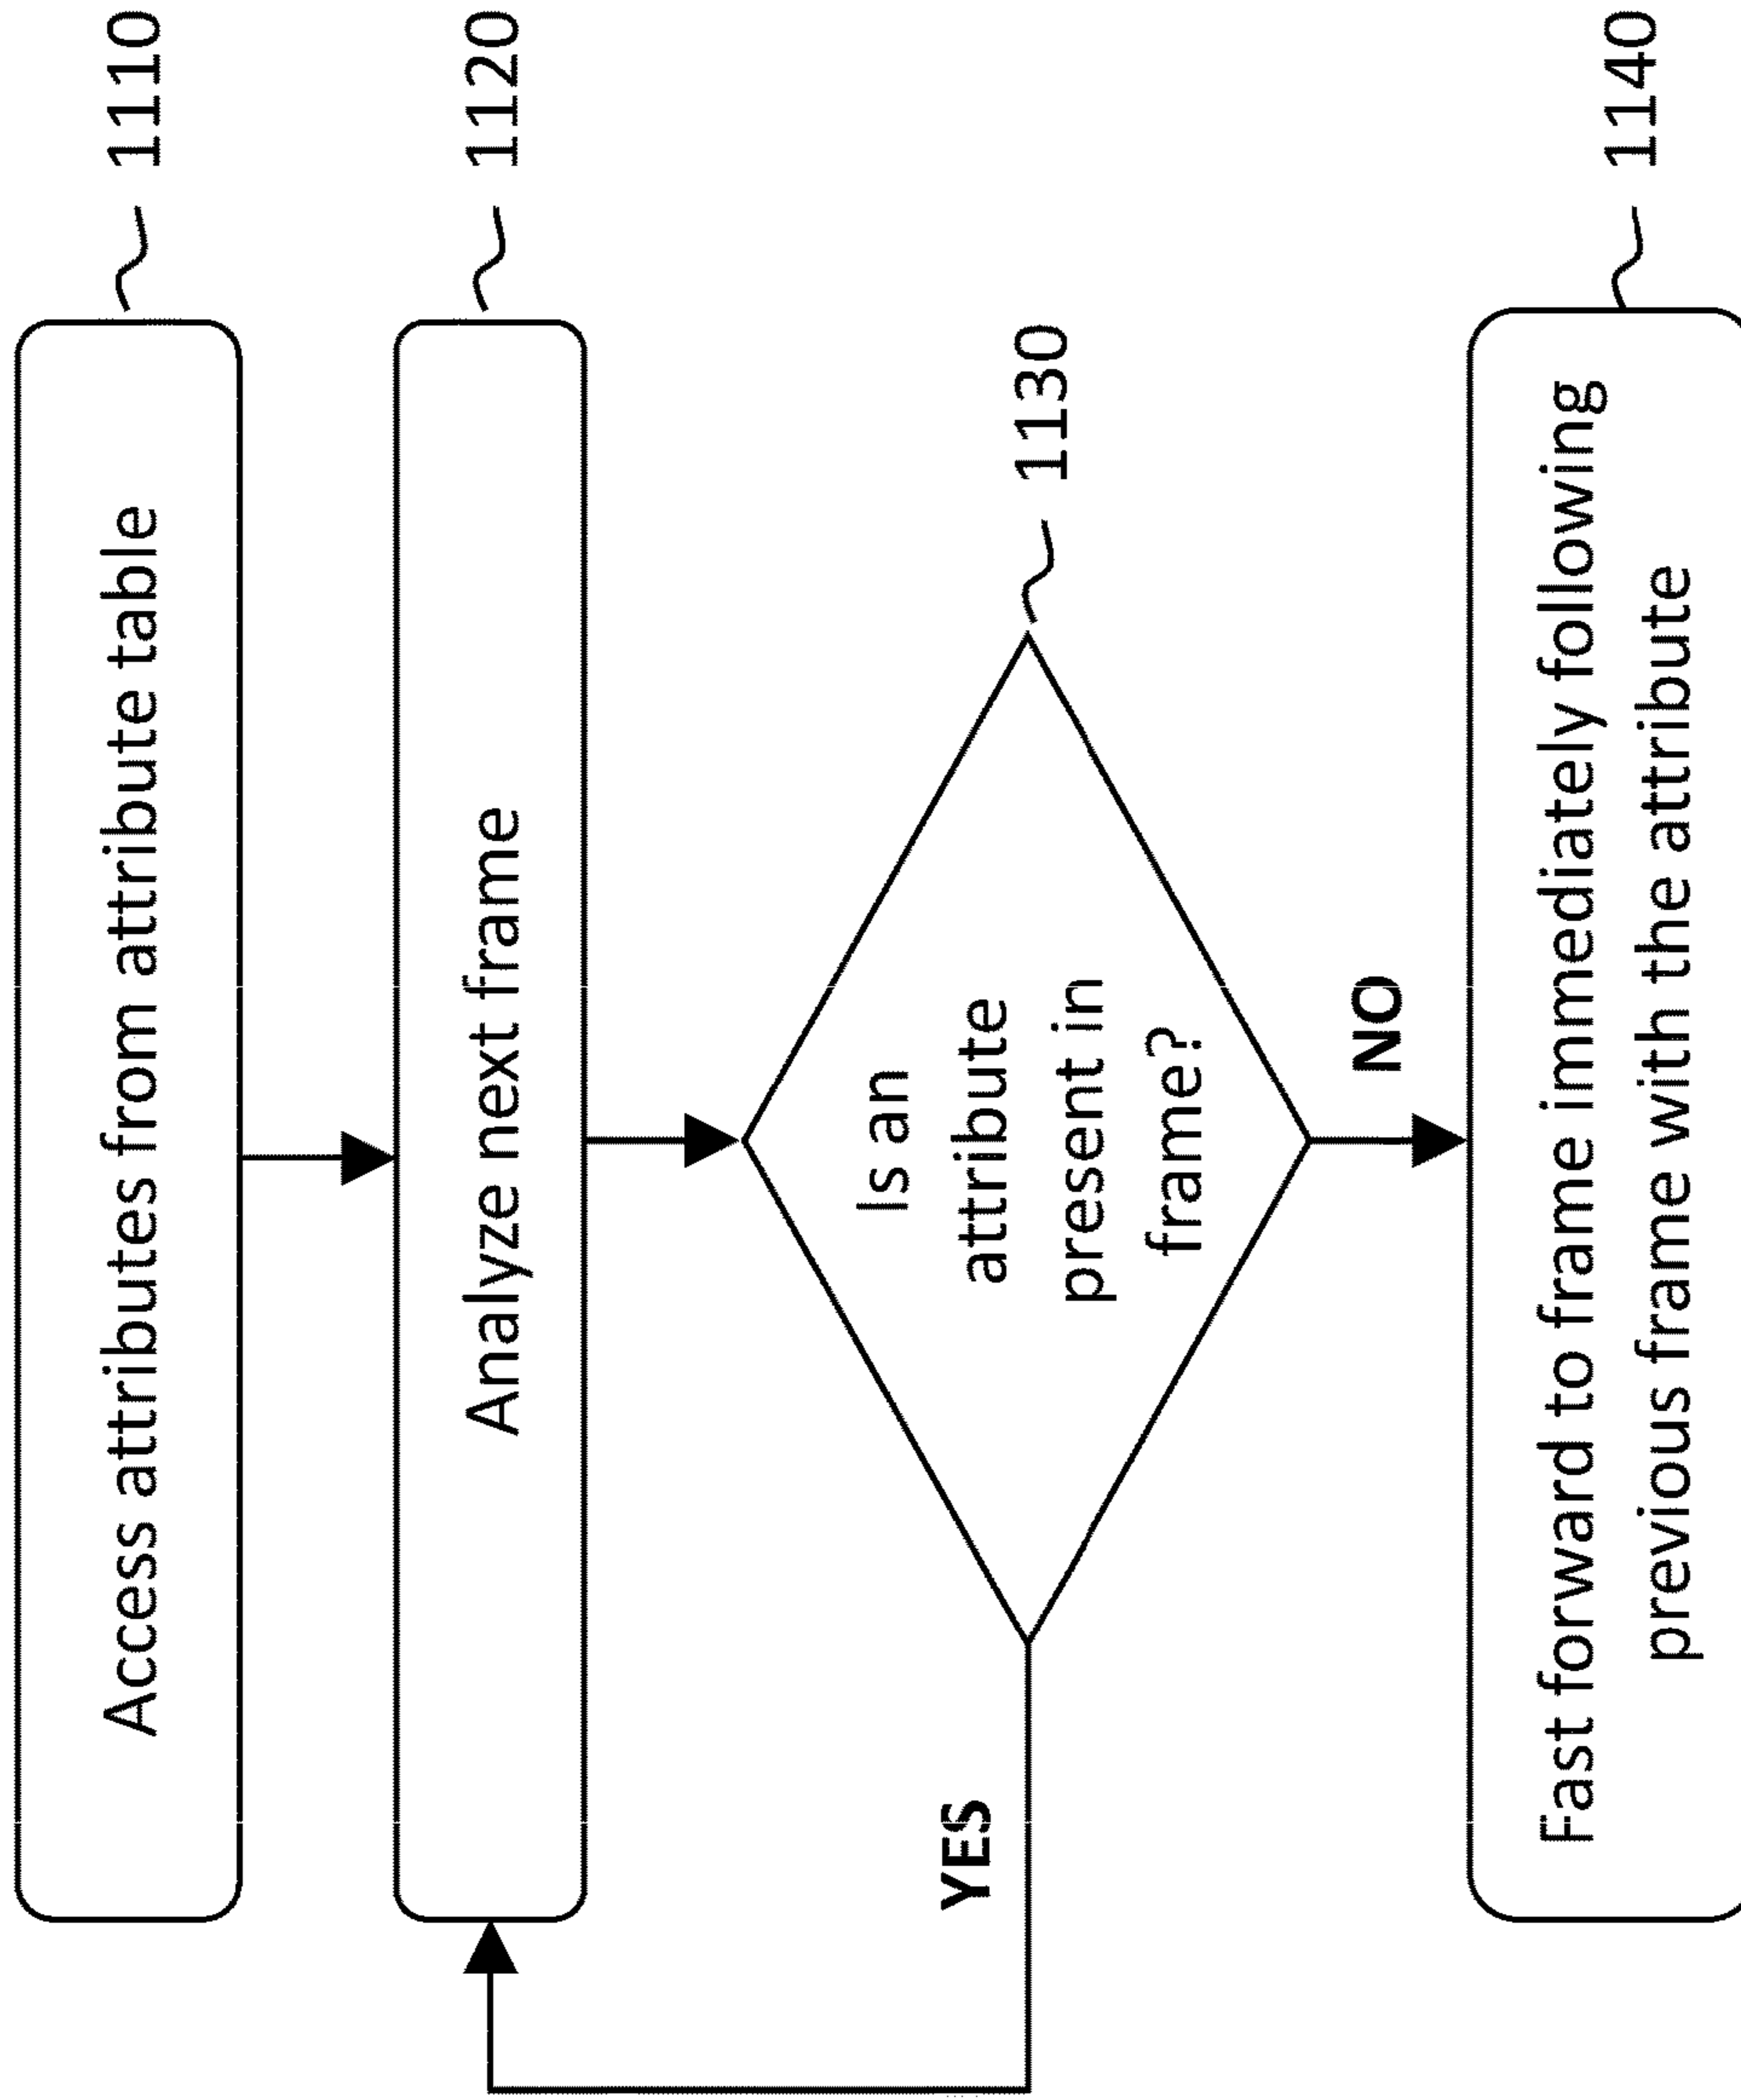 Access attributes from attribute table
1110
Analyze next frame
1120
Is an
attribute
present in
frame?
1130
YES
NO
Fast forward to frame immediately following
previous frame with the attribute
1140